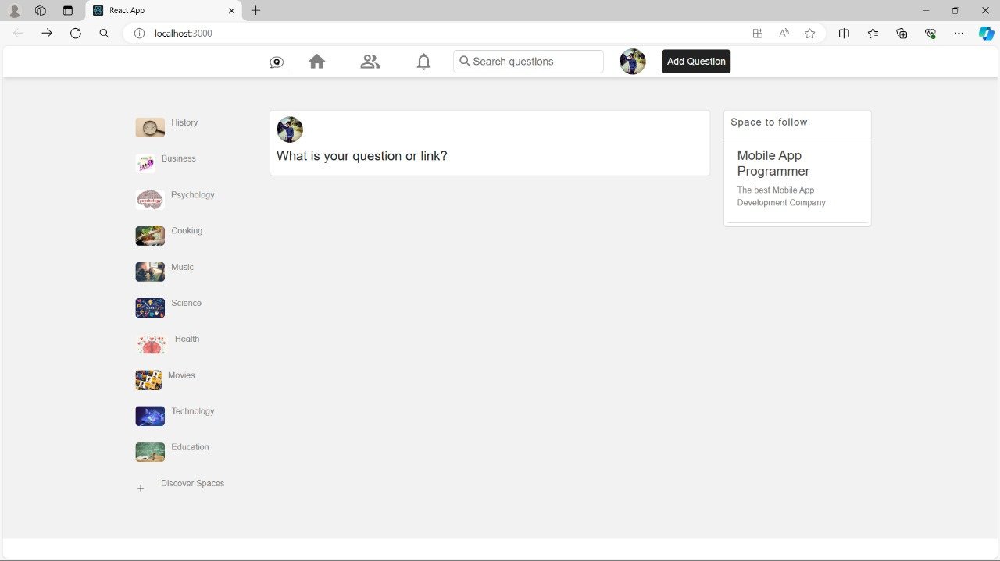 React App
localhost:3000
Search questions
Add Question
History
Business
Psychology
psychology
Cooking
Music
Science
Health
Movies
Technology
Education
Discover Spaces
What is your question or link?
Space to follow
Mobile App
Programmer
The best Mobile App
Development Company